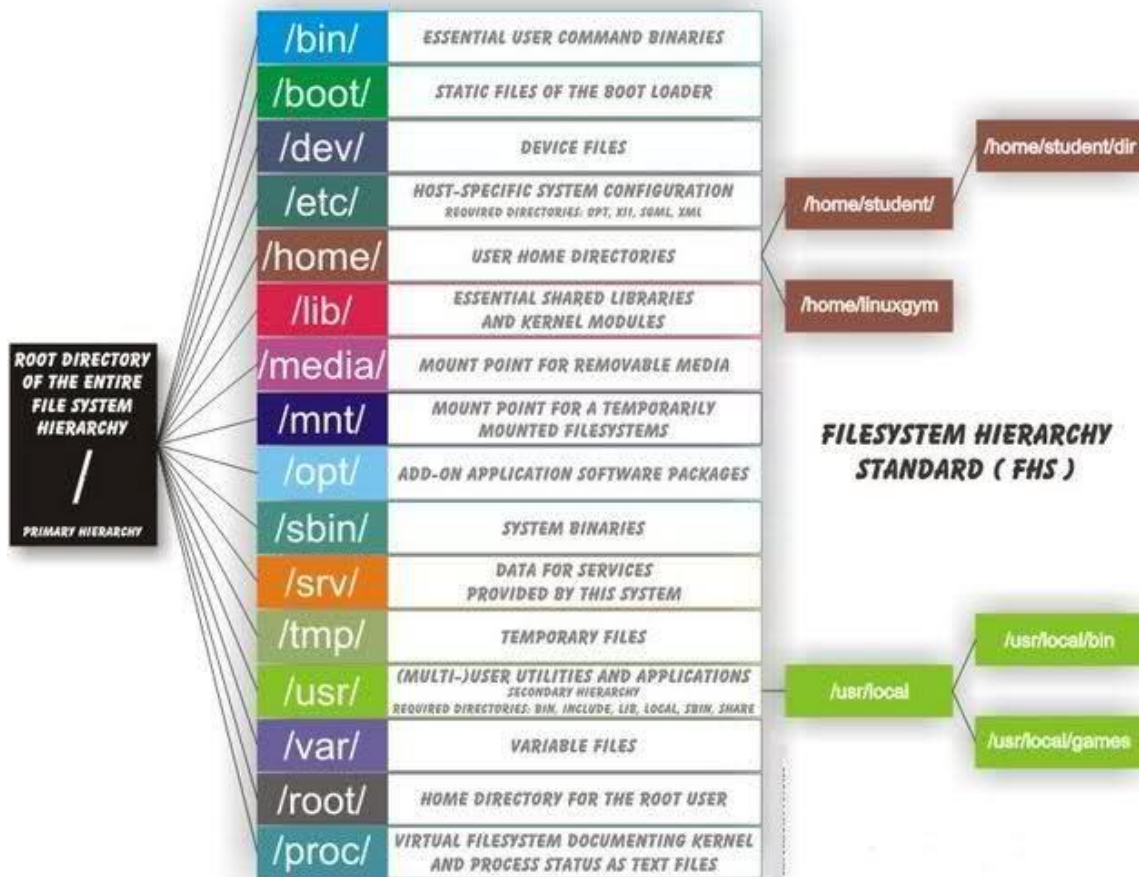 ROOT DIRECTORY
OF THE ENTIRE
FILE SYSTEM
HIERARCHY
/
PRIMARY HIERARCHY
/bin/
ESSENTIAL USER COMMAND BINARIES
/boot/
STATIC FILES OF THE BOOT LOADER
/dev/
DEVICE FILES
/etc/
HOST-SPECIFIC SYSTEM CONFIGURATION
REQUIRED DIRECTORIES: OPT, XII, SGML, XML
/home/
USER HOME DIRECTORIES
/home/student/
/home/student/dir
/home/linuxgym
/lib/
ESSENTIAL SHARED LIBRARIES
AND KERNEL MODULES
/media/
MOUNT POINT FOR REMOVABLE MEDIA
/mnt/
MOUNT POINT FOR A TEMPORARILY
MOUNTED FILESYSTEMS
/opt/
ADD-ON APPLICATION SOFTWARE PACKAGES
/sbin/
SYSTEM BINARIES
/srv/
DATA FOR SERVICES
PROVIDED BY THIS SYSTEM
/tmp/
TEMPORARY FILES
/usr/
(MULTI-)USER UTILITIES AND APPLICATIONS
SECONDARY HIERARCHY
REQUIRED DIRECTORIES: BIN, INCLUDE, LIB, LOCAL, SBIN, SHARE
/usr/local
/usr/local/bin
/usr/local/games
/var/
VARIABLE FILES
/root/
HOME DIRECTORY FOR THE ROOT USER
/proc/
VIRTUAL FILESYSTEM DOCUMENTING KERNEL
AND PROCESS STATUS AS TEXT FILES
FILESYSTEM HIERARCHY
STANDARD ( FHS )